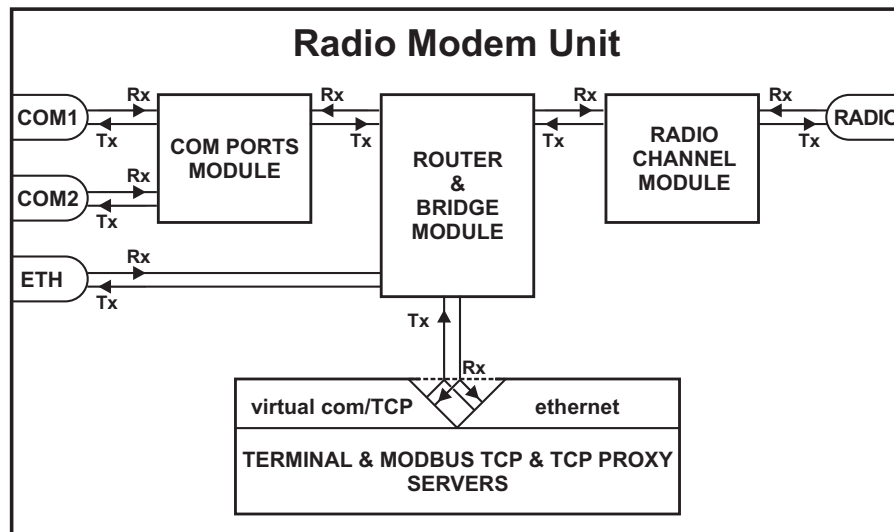 Radio Modem Unit
COM1
Rx
Tx
COM PORTS
MODULE
Rx
Tx
ROUTER
&
BRIDGE
MODULE
Rx
Tx
RADIO
CHANNEL
MODULE
Rx
Tx
RADIO
COM2
Rx
Tx
ETH
Rx
Tx
Tx
Rx
virtual com/TCP
ethernet
TERMINAL & MODBUS TCP & TCP PROXY
SERVERS